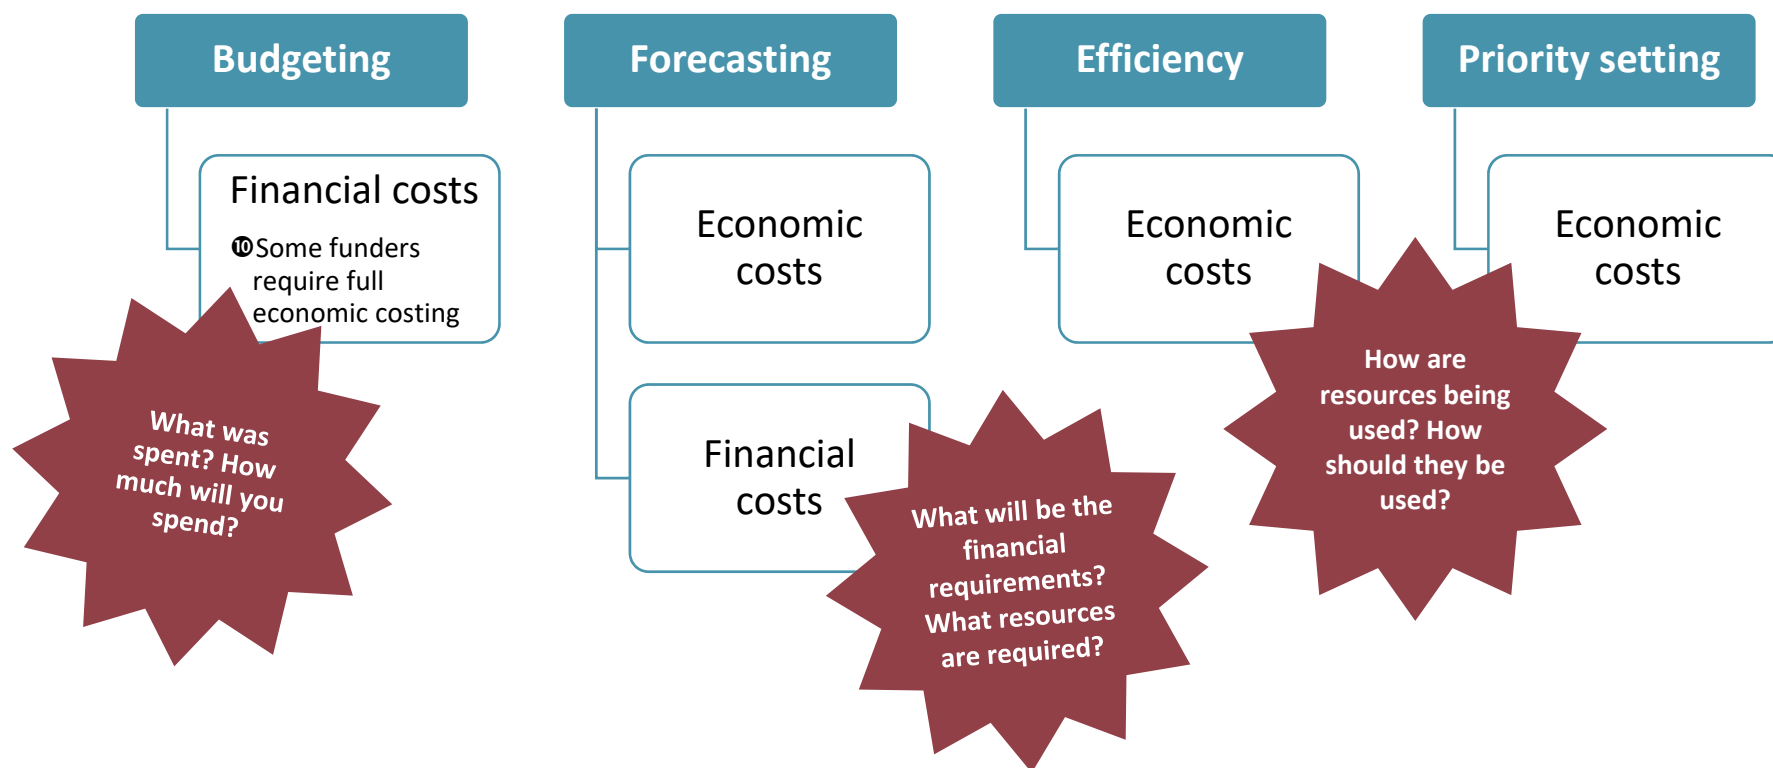 Budgeting
Financial costs
❿Some funders
require full
economic costing
What was
spent? How
much will you
spend?
Forecasting
Economic
costs
Financial
costs
What will be the
financial
requirements?
What resources
are required?
Efficiency
Economic
costs
How are
resources being
used? How
should they be
used?
Priority setting
Economic
costs